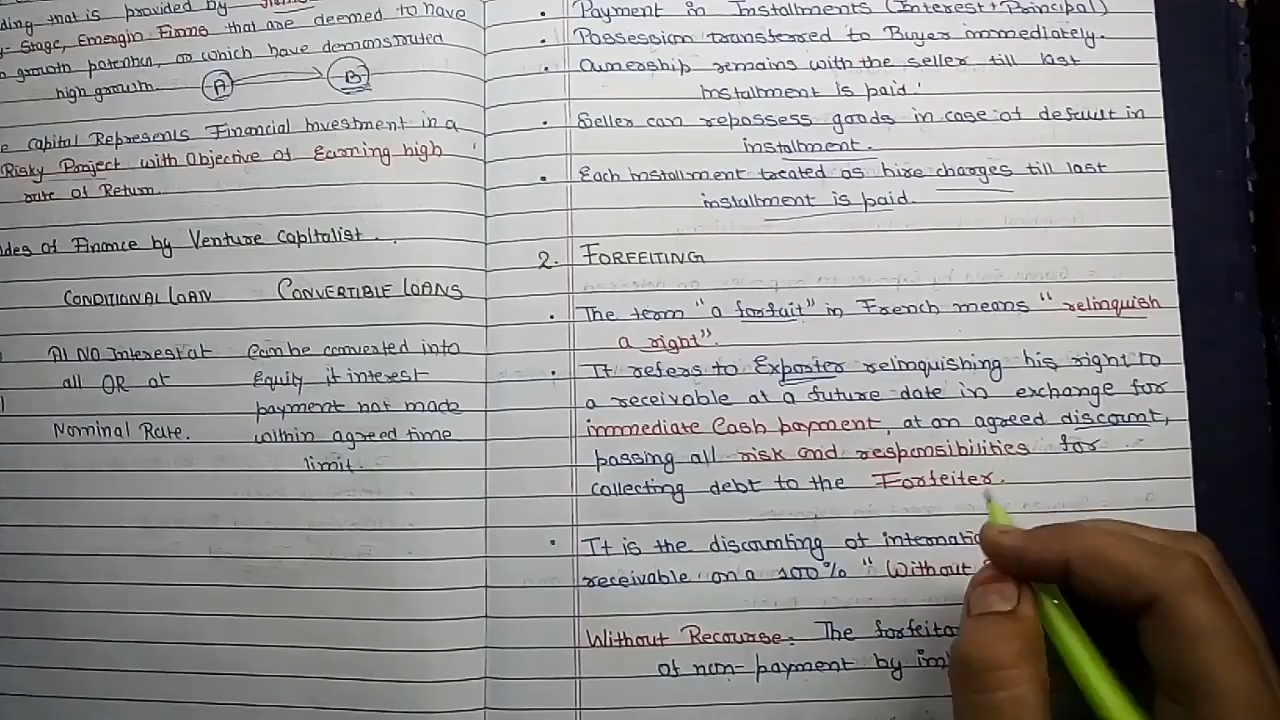 ding that is provided by
y- Stage, Emergin Firms that are deemed to have
growth potential, or which have demonstrated
high growth.
A B
e Capital Represents Financial Investment in a
Risky Project with Objective of Earning high
rate of Return.
des of Finance by Venture Capitalist.
CONDITIONAL LOAN CONVERTIBLE LOANS
At NO Interest at Can be converted into
all OR at Equity if interest
payment not made
Nominal Rate. within agreed time
limit.
• Payment in Installments (Interest + Principal)
• Possession transferred to Buyer immediately.
• Ownership remains with the seller till last
installment is paid.
• Seller can repossess goods in case of default in
installment.
• Each installment treated as hire charges till last
installment is paid.
2. FORFEITING
• The term "a forfait" in French means "relinquish
a right".
• It refers to Exporter relinquishing his right to
a receivable at a future date in exchange for
immediate Cash payment, at an agreed discount,
passing all risk and responsibilities for
collecting debt to the Forfeiter.
• It is the discounting of internatio
receivable on a 100% "Without
Without Recourse. The forfeito
of non-payment by im